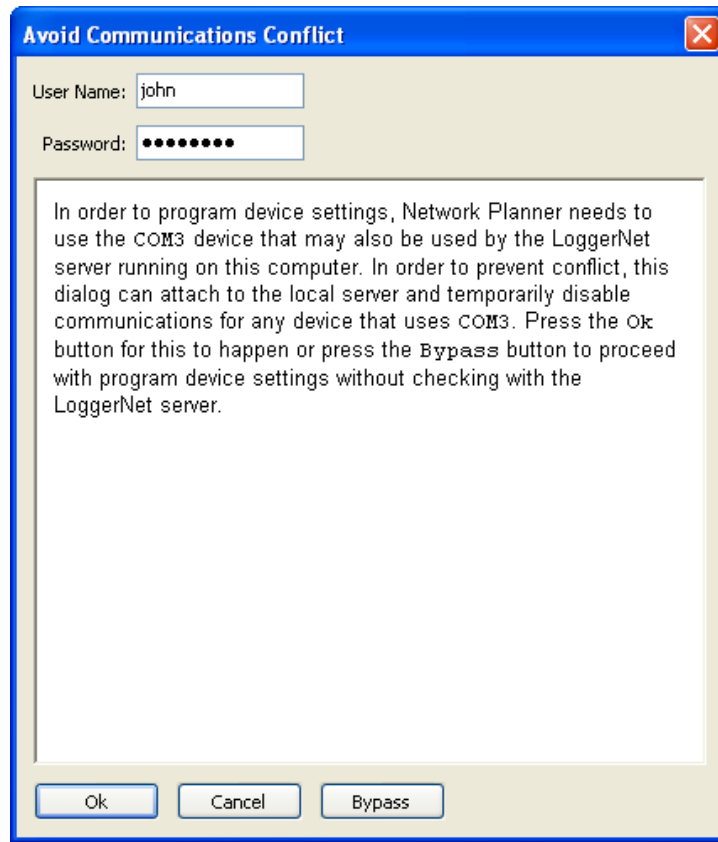 Avoid Communications Conflict
User Name: john
Password: ●●●●●●●●
In order to program device settings, Network Planner needs to
use the COM3 device that may also be used by the LoggerNet
server running on this computer. In order to prevent conflict, this
dialog can attach to the local server and temporarily disable
communications for any device that uses COM3. Press the Ok
button for this to happen or press the Bypass button to proceed
with program device settings without checking with the
LoggerNet server.
Ok Cancel Bypass